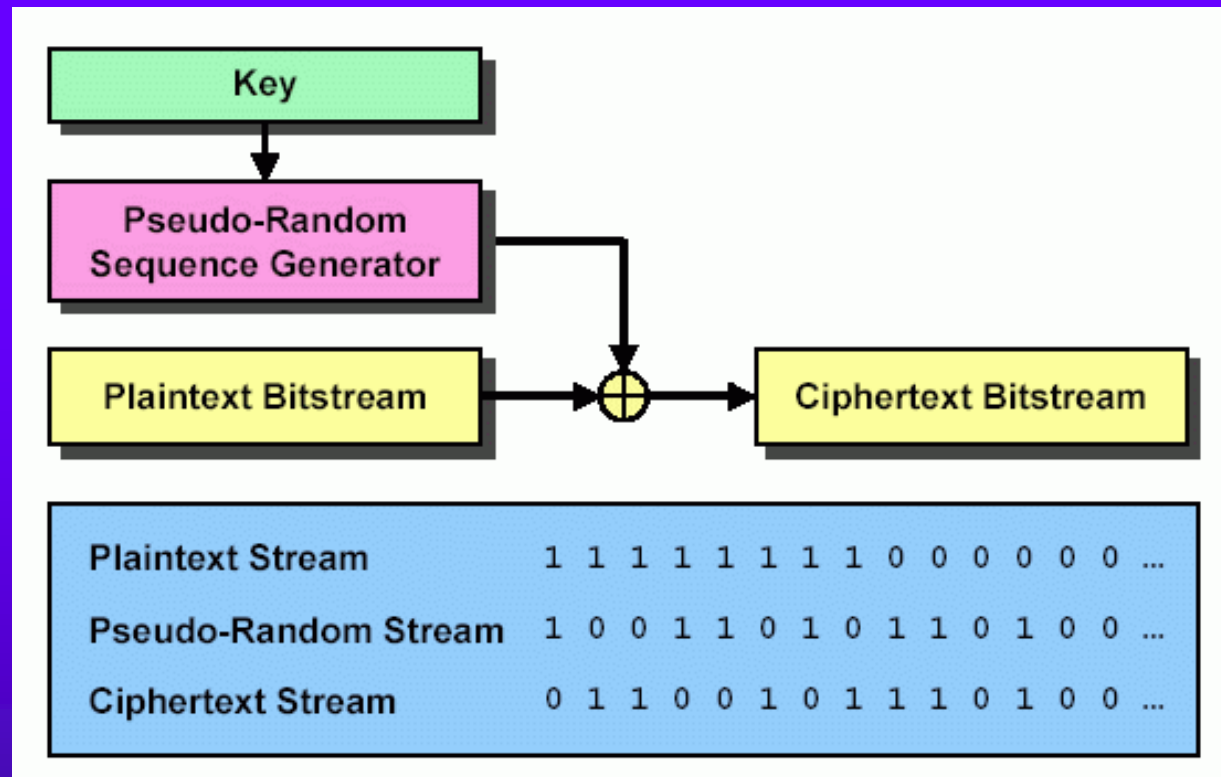 Key
Pseudo-Random
Sequence Generator
Plaintext Bitstream
Ciphertext Bitstream
Plaintext Stream 1 1 1 1 1 1 1 1 0 0 0 0 0 0 ...
Pseudo-Random Stream 1 0 0 1 1 0 1 0 1 1 0 1 0 0 ...
Ciphertext Stream 0 1 1 0 0 1 0 1 1 1 0 1 0 0 ...